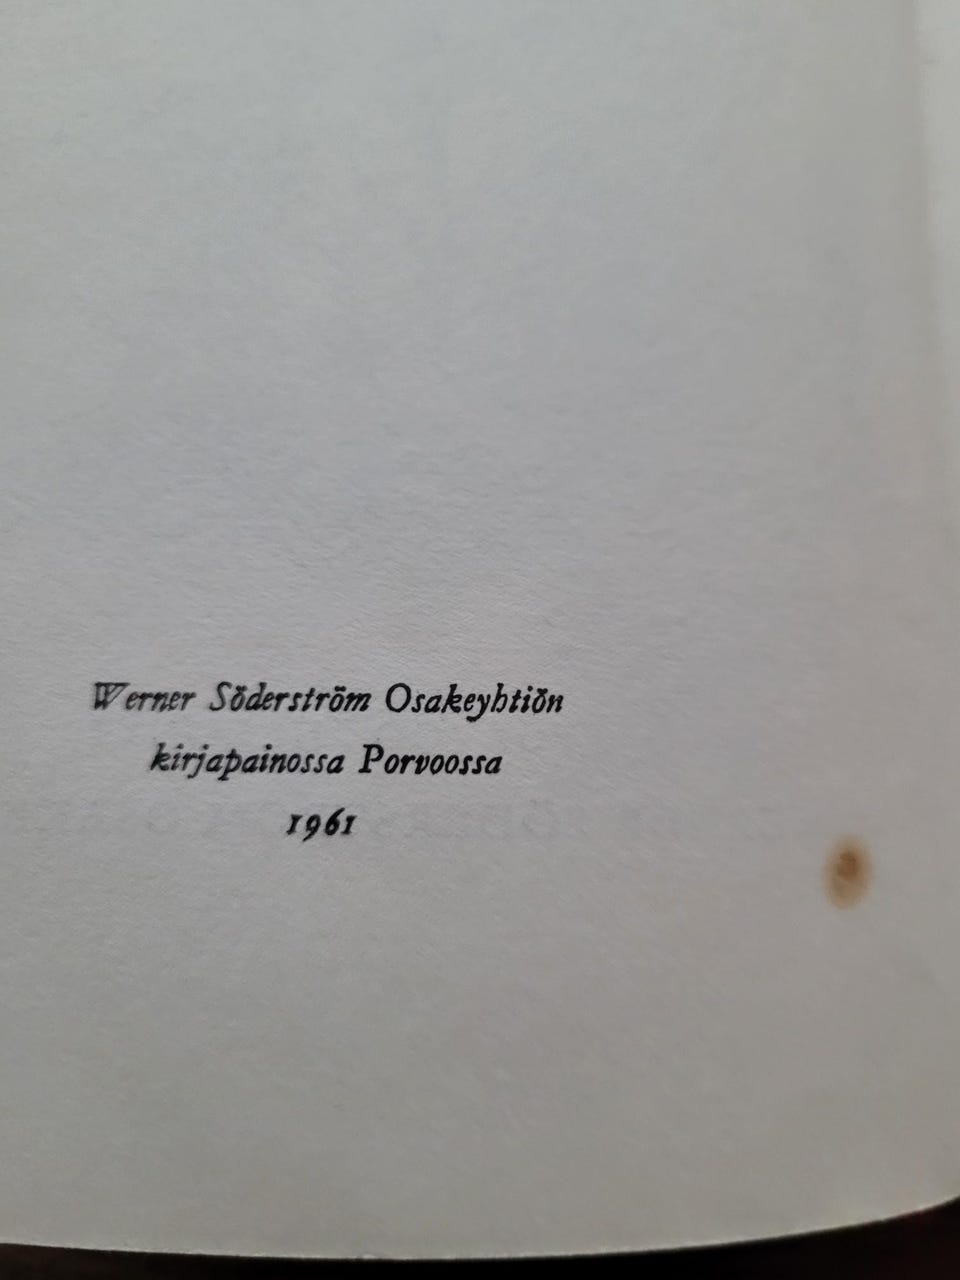 Werner Söderström Osakeyhtiön
kirjapainossa Porvoossa
1961